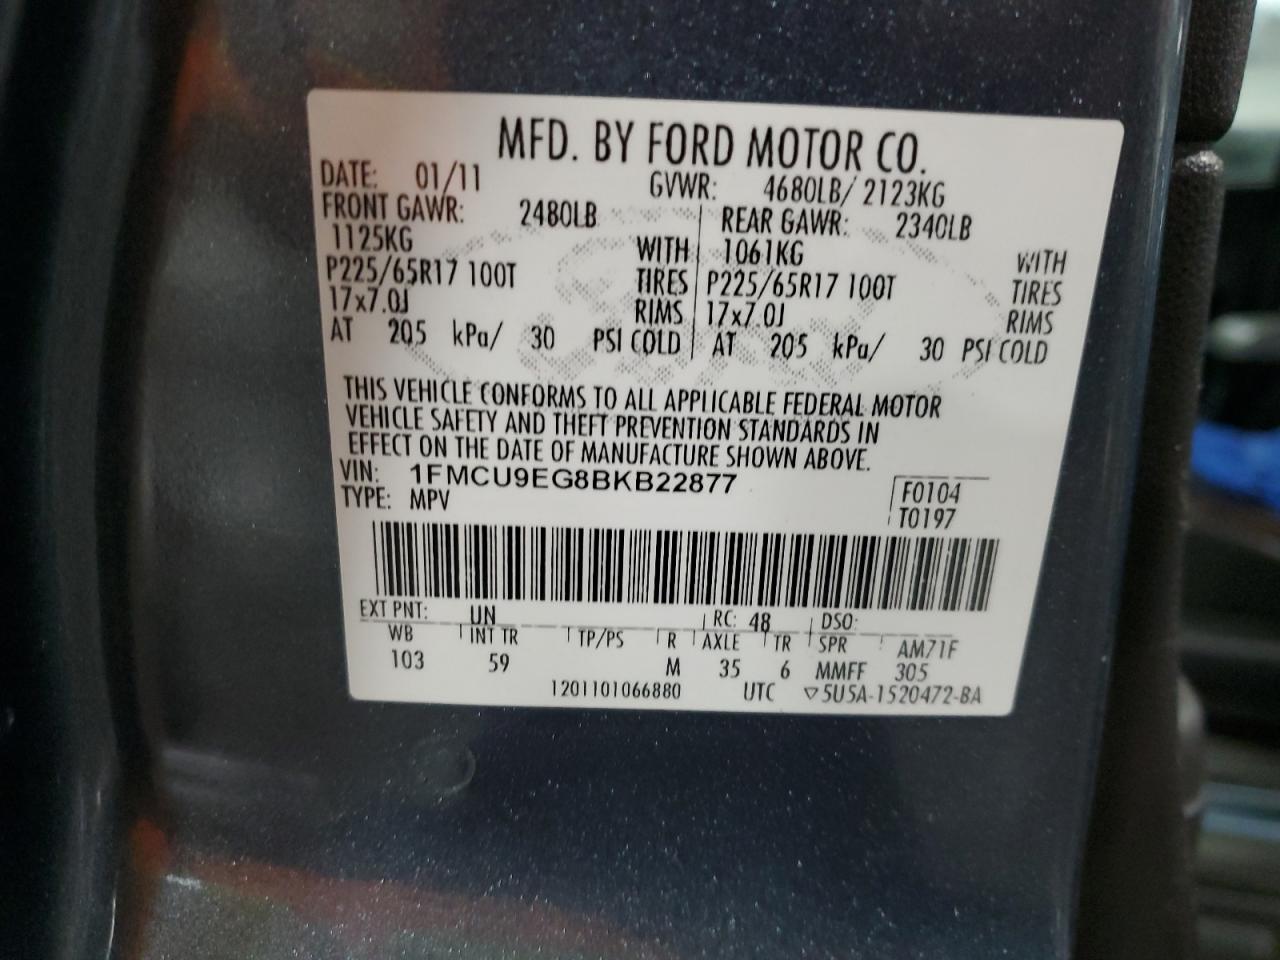 MFD. BY FORD MOTOR CO.
DATE: 01/11 GVWR: 4680LB/ 2123KG
FRONT GAWR: 2480LB REAR GAWR: 2340LB
1125KG WITH 1061KG WITH
P225/65R17 100T TIRES P225/65R17 100T TIRES
17x7.0J RIMS 17x7.0J RIMS
AT 205 kPa/ 30 PSI COLD AT 205 kPa/ 30 PSI COLD
THIS VEHICLE CONFORMS TO ALL APPLICABLE FEDERAL MOTOR
VEHICLE SAFETY AND THEFT PREVENTION STANDARDS IN
EFFECT ON THE DATE OF MANUFACTURE SHOWN ABOVE.
VIN: 1FMCU9EG8BKB22877 F0104
TYPE: MPV T0197
EXT PNT: UN RC: 48 DSO:
WB INT TR TP/PS R AXLE TR SPR AM71F
103 59 M 35 6 MMFF 305
1201101066880 UTC ▽5U5A-1520472-BA